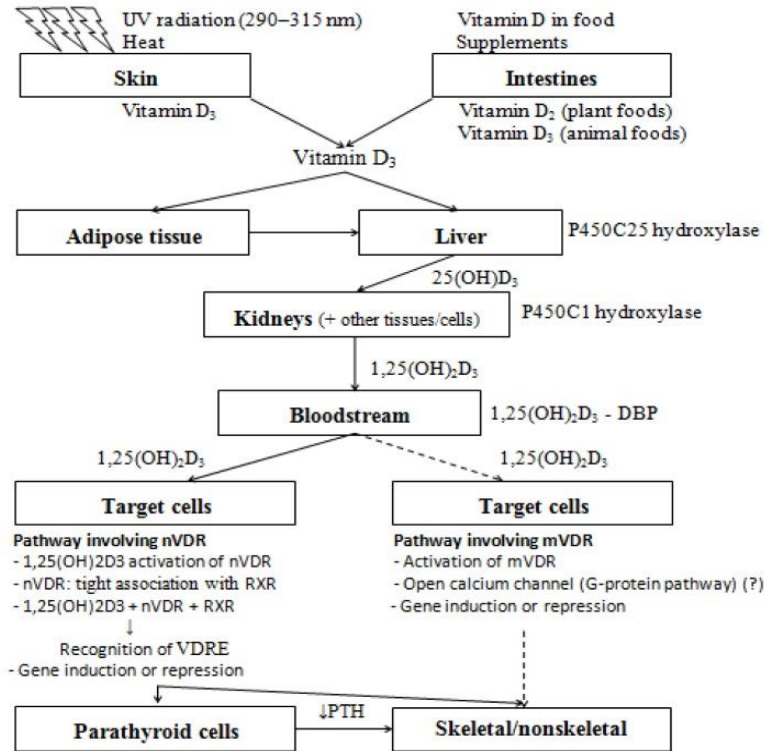 UV radiation (290–315 nm)
Heat
Vitamin D in food
Supplements
Skin
Intestines
Vitamin D₃
Vitamin D₂ (plant foods)
Vitamin D₃ (animal foods)
Vitamin D₃
Adipose tissue
Liver
P450C25 hydroxylase
25(OH)D₃
Kidneys (+ other tissues/cells)
P450C1 hydroxylase
1,25(OH)₂D₃
Bloodstream
1,25(OH)₂D₃ - DBP
1,25(OH)₂D₃
1,25(OH)₂D₃
Target cells
Target cells
Pathway involving nVDR
- 1,25(OH)2D3 activation of nVDR
- nVDR: tight association with RXR
- 1,25(OH)2D3 + nVDR + RXR
↓
Recognition of VDRE
- Gene induction or repression
Pathway involving mVDR
- Activation of mVDR
- Open calcium channel (G-protein pathway) (?)
- Gene induction or repression
Parathyroid cells
↓PTH
Skeletal/nonskeletal